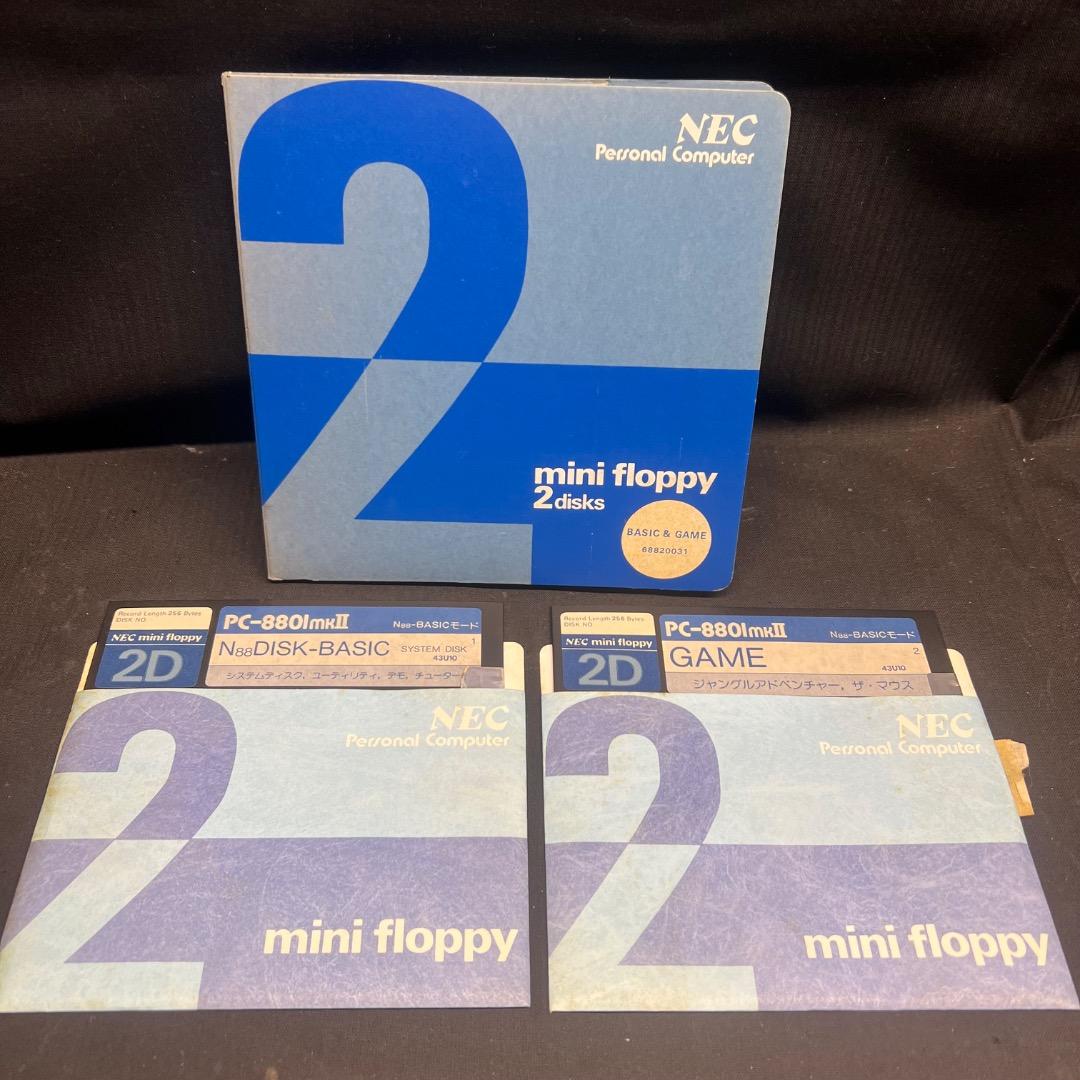 2
NEC
Personal Computer
mini floppy
2disks
BASIC & GAME
68820031
Record Length 256 Bytes
DISK NO.
NEC mini floppy
2D
PC-8801mkII
N88-BASICモード
N88DISK-BASIC SYSTEM DISK 1
43U10
システムディスク, ユーティリティ, デモ, チューター
2
NEC
Personal Computer
mini floppy
Record Length 256 Bytes
DISK NO.
NEC mini floppy
2D
PC-8801mkII
N88-BASICモード
GAME 2
43U10
ジャングルアドベンチャー, ザ・マウス
2
NEC
Personal Computer
mini floppy